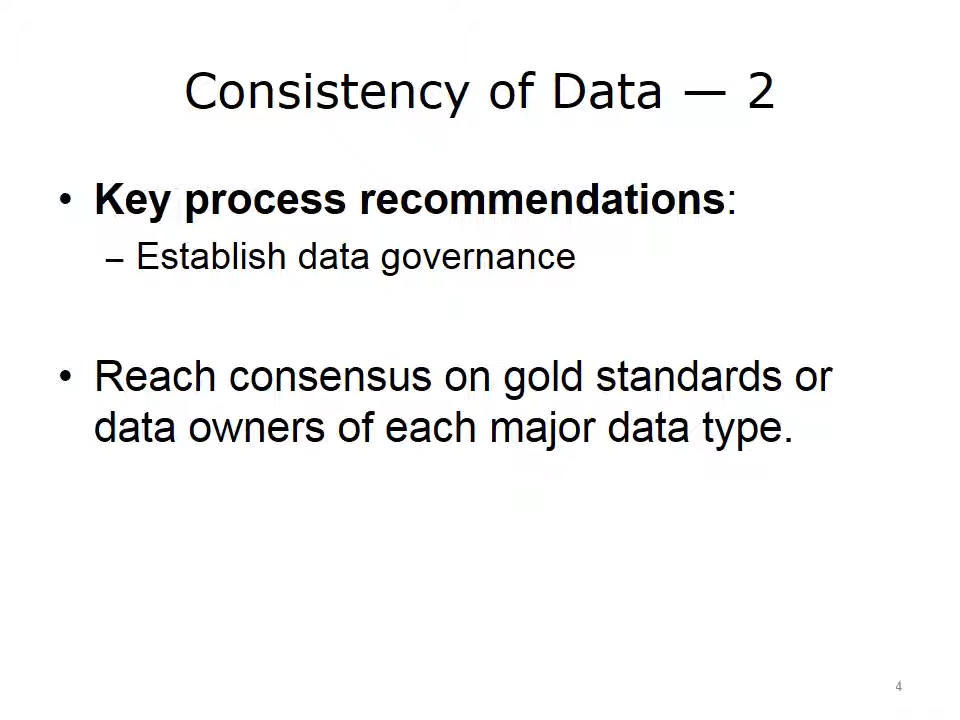 Consistency of Data — 2
• Key process recommendations:
– Establish data governance
• Reach consensus on gold standards or
data owners of each major data type.
4